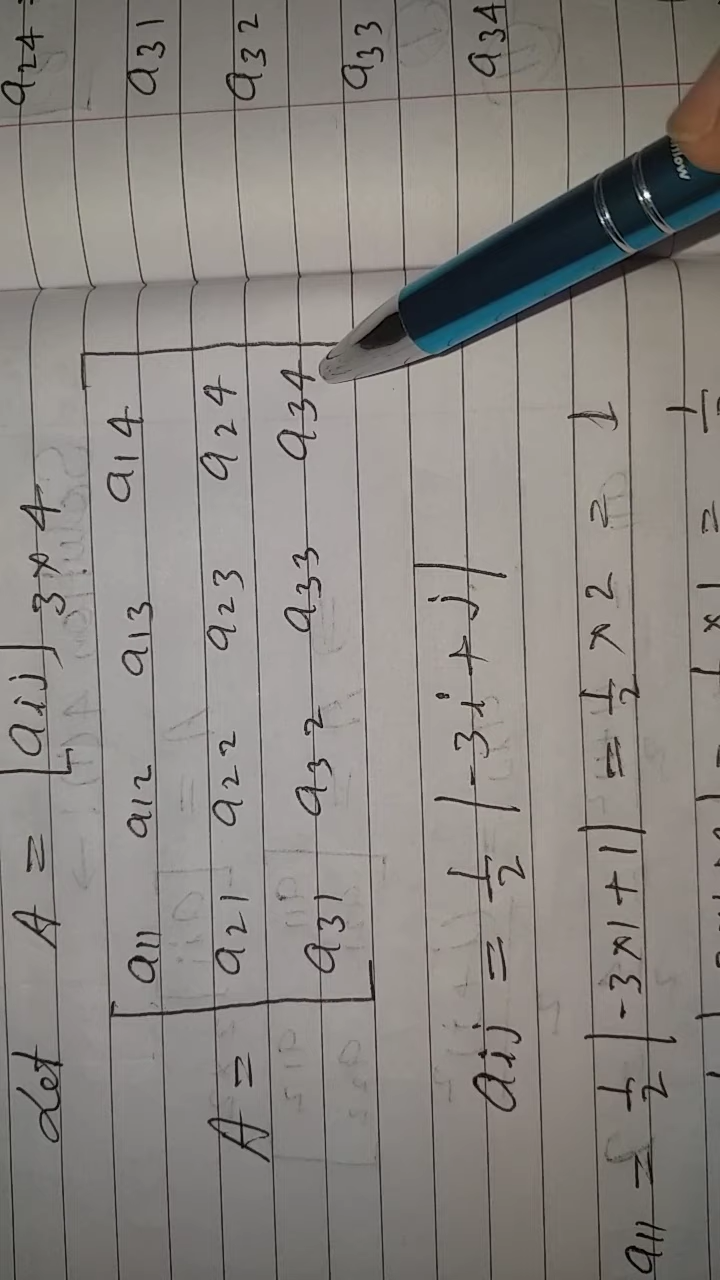 Let A = [aij] 3×4
a11 a12 a13 a14
A = a21 a22 a23 a24
a31 a32 a33 a34
aij = 1/2 |-3i + j|
a11 = 1/2 |-3×1+1| = 1/2 × 2 = 1
a24 =
a31
a32
a33
a34